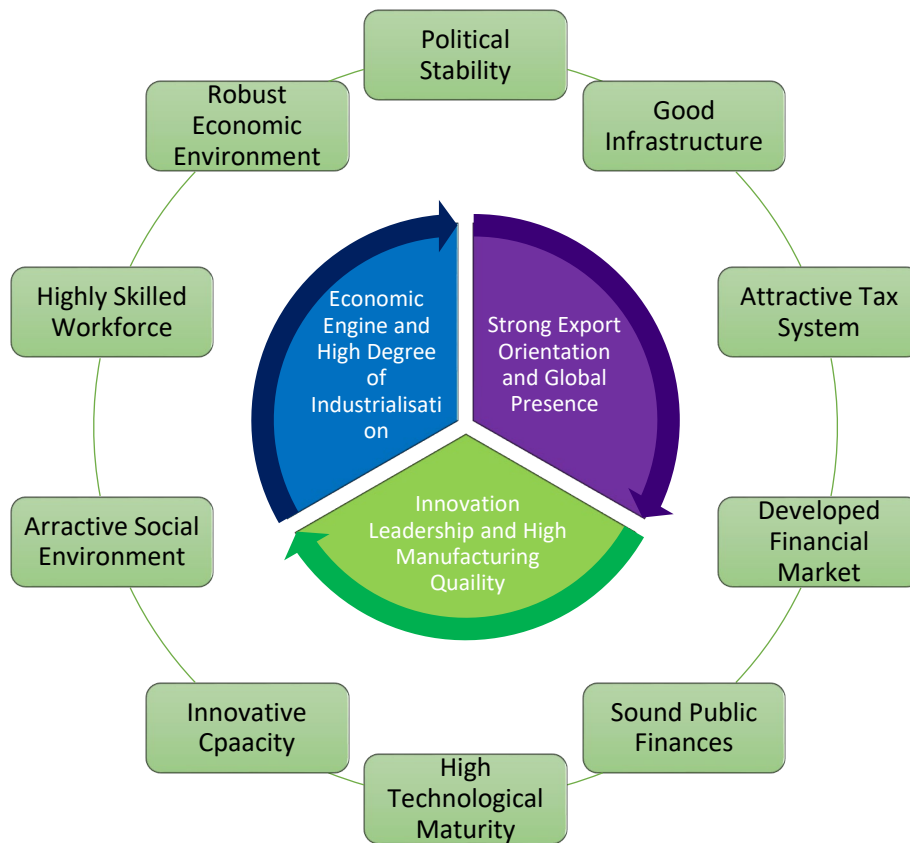 Political
Stability
Good
Infrastructure
Attractive Tax
System
Developed
Financial
Market
Sound Public
Finances
High
Technological
Maturity
Innovative
Cpaacity
Arractive Social
Environment
Highly Skilled
Workforce
Robust
Economic
Environment
Economic
Engine and
High Degree
of
Industrialisati
on
Strong Export
Orientation
and Global
Presence
Innovation
Leadership and High
Manufacturing
Quaility